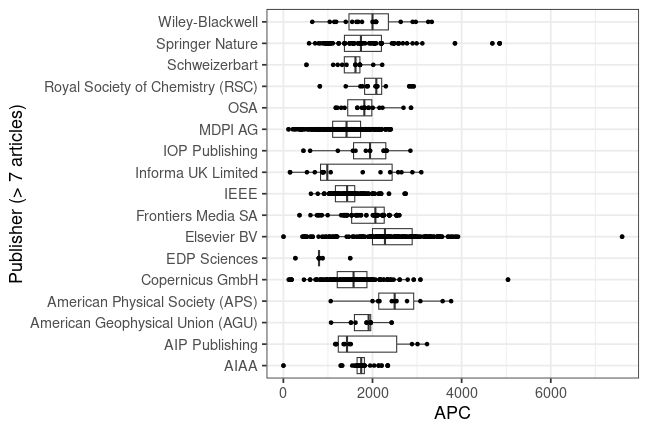 Publisher (> 7 articles)
Wiley-Blackwell
Springer Nature
Schweizerbart
Royal Society of Chemistry (RSC)
OSA
MDPI AG
IOP Publishing
Informa UK Limited
IEEE
Frontiers Media SA
Elsevier BV
EDP Sciences
Copernicus GmbH
American Physical Society (APS)
American Geophysical Union (AGU)
AIP Publishing
AIAA
0 2000 4000 6000
APC